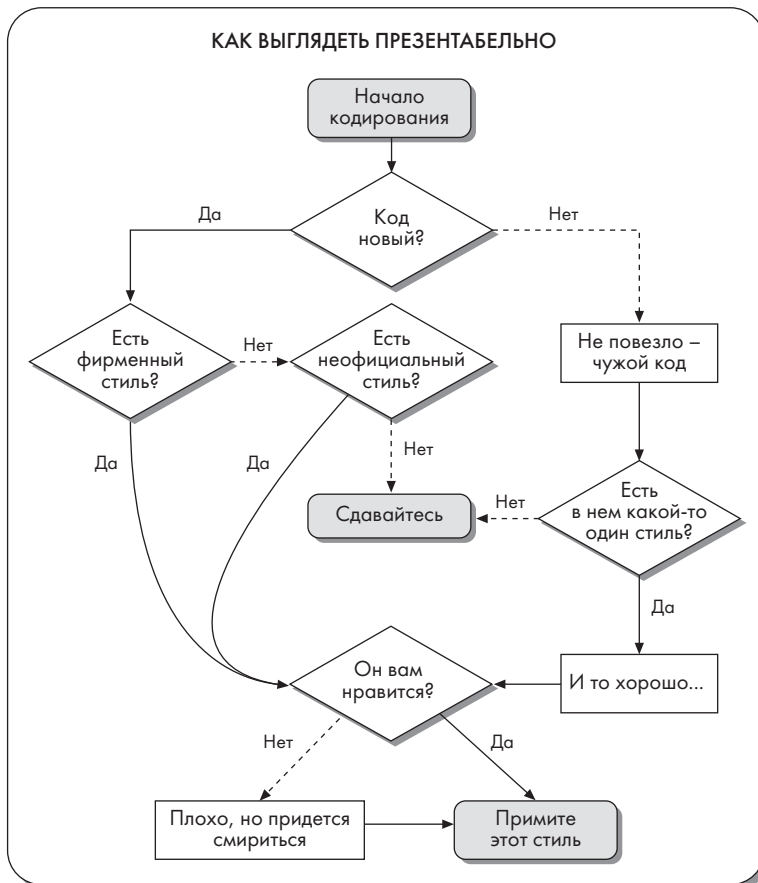 КАК ВЫГЛЯДЕТЬ ПРЕЗЕНТАБЕЛЬНО
Начало
кодирования
Код
новый?
Да
Нет
Есть
фирменный
стиль?
Нет
Есть
неофициальный
стиль?
Не повезло –
чужой код
Да
Да
Нет
Сдавайтесь
Нет
Есть
в нем какой-то
один стиль?
Да
Он вам
нравится?
И то хорошо...
Нет
Да
Плохо, но придется
смириться
Примите
этот стиль